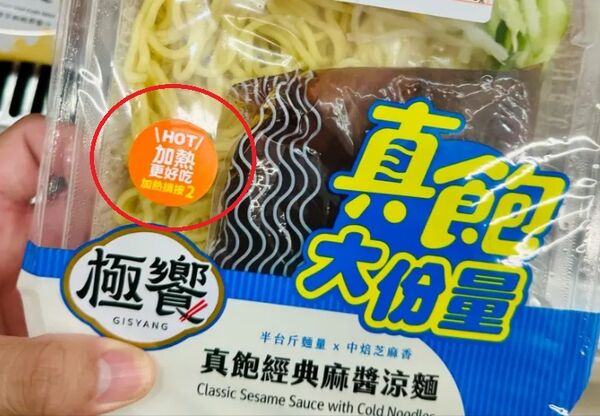 HOT
加熱
更好吃
加熱請按2
真飽
大份量
極饗
GISYANG
半台斤麵量 x 中焙芝麻香
真飽經典麻醬涼麵
Classic Sesame Sauce with Cold Noodles